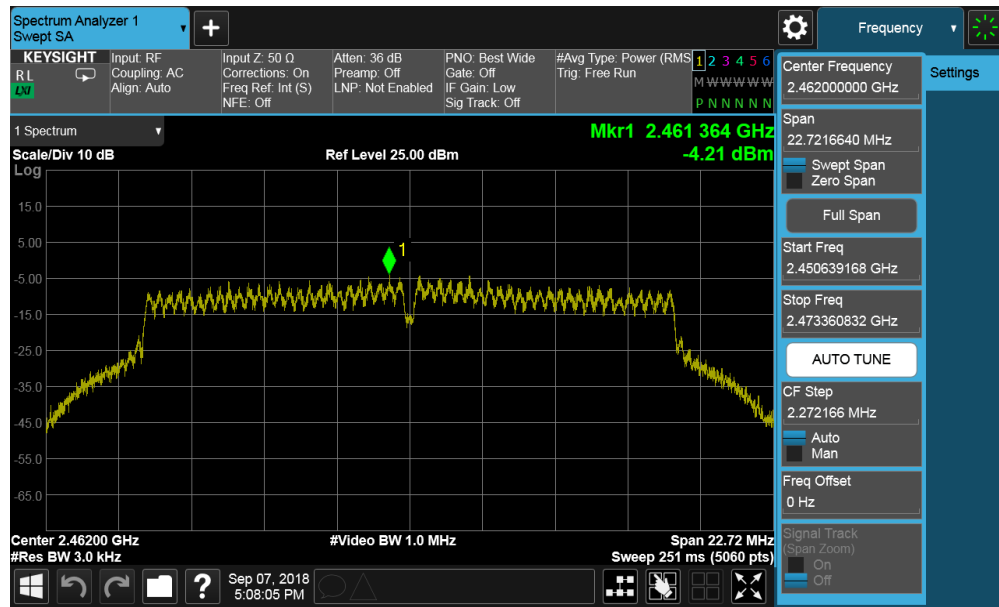 Spectrum Analyzer 1
Swept SA
Frequency
KEYSIGHT
R L
LXI
Input: RF
Coupling: AC
Align: Auto
Input Z: 50 Ω
Corrections: On
Freq Ref: Int (S)
NFE: Off
Atten: 36 dB
Preamp: Off
LNP: Not Enabled
PNO: Best Wide
Gate: Off
IF Gain: Low
Sig Track: Off
#Avg Type: Power (RMS
Trig: Free Run
1 2 3 4 5 6
M W W W W W
P N N N N N
1 Spectrum
Mkr1 2.461 364 GHz
Scale/Div 10 dB
Ref Level 25.00 dBm
-4.21 dBm
Log
15.0
5.00
-5.00
-15.0
-25.0
-35.0
-45.0
-55.0
-65.0
1
Center 2.46200 GHz
#Video BW 1.0 MHz
Span 22.72 MHz
#Res BW 3.0 kHz
Sweep 251 ms (5060 pts)
Sep 07, 2018
5:08:05 PM
Center Frequency
2.462000000 GHz
Settings
Span
22.7216640 MHz
Swept Span
Zero Span
Full Span
Start Freq
2.450639168 GHz
Stop Freq
2.473360832 GHz
AUTO TUNE
CF Step
2.272166 MHz
Auto
Man
Freq Offset
0 Hz
Signal Track
(Span Zoom)
On
Off